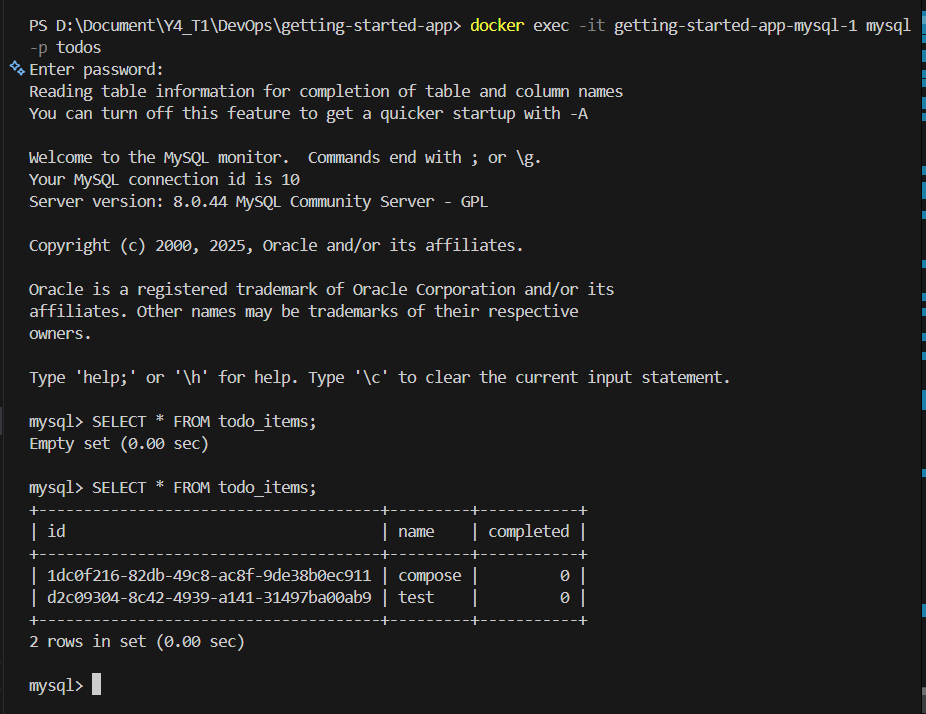 PS D:\Document\Y4_T1\DevOps\getting-started-app> docker exec -it getting-started-app-mysql-1 mysql
-p todos
Enter password:
Reading table information for completion of table and column names
You can turn off this feature to get a quicker startup with -A
Welcome to the MySQL monitor.  Commands end with ; or \g.
Your MySQL connection id is 10
Server version: 8.0.44 MySQL Community Server - GPL
Copyright (c) 2000, 2025, Oracle and/or its affiliates.
Oracle is a registered trademark of Oracle Corporation and/or its
affiliates. Other names may be trademarks of their respective
owners.
Type 'help;' or '\h' for help. Type '\c' to clear the current input statement.
mysql> SELECT * FROM todo_items;
Empty set (0.00 sec)
mysql> SELECT * FROM todo_items;
+--------------------------------------+---------+-----------+
| id                                   | name    | completed |
+--------------------------------------+---------+-----------+
| 1dc0f216-82db-49c8-ac8f-9de38b0ec911 | compose |         0 |
| d2c09304-8c42-4939-a141-31497ba00ab9 | test    |         0 |
+--------------------------------------+---------+-----------+
2 rows in set (0.00 sec)
mysql>